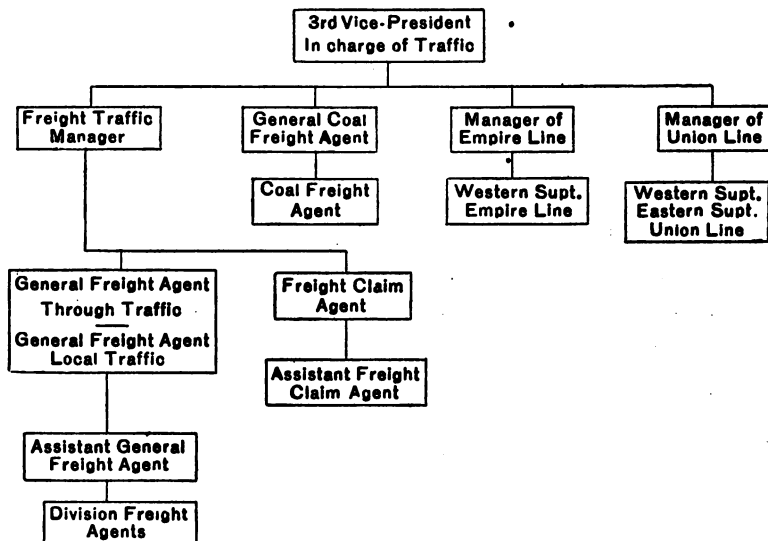 3rd Vice-President
In charge of Traffic
Freight Traffic
Manager
General Coal
Freight Agent
Manager of
Empire Line
Manager of
Union Line
Coal Freight
Agent
Western Supt.
Empire Line
Western Supt.
Eastern Supt.
Union Line
General Freight Agent
Through Traffic
General Freight Agent
Local Traffic
Freight Claim
Agent
Assistant Freight
Claim Agent
Assistant General
Freight Agent
Division Freight
Agents